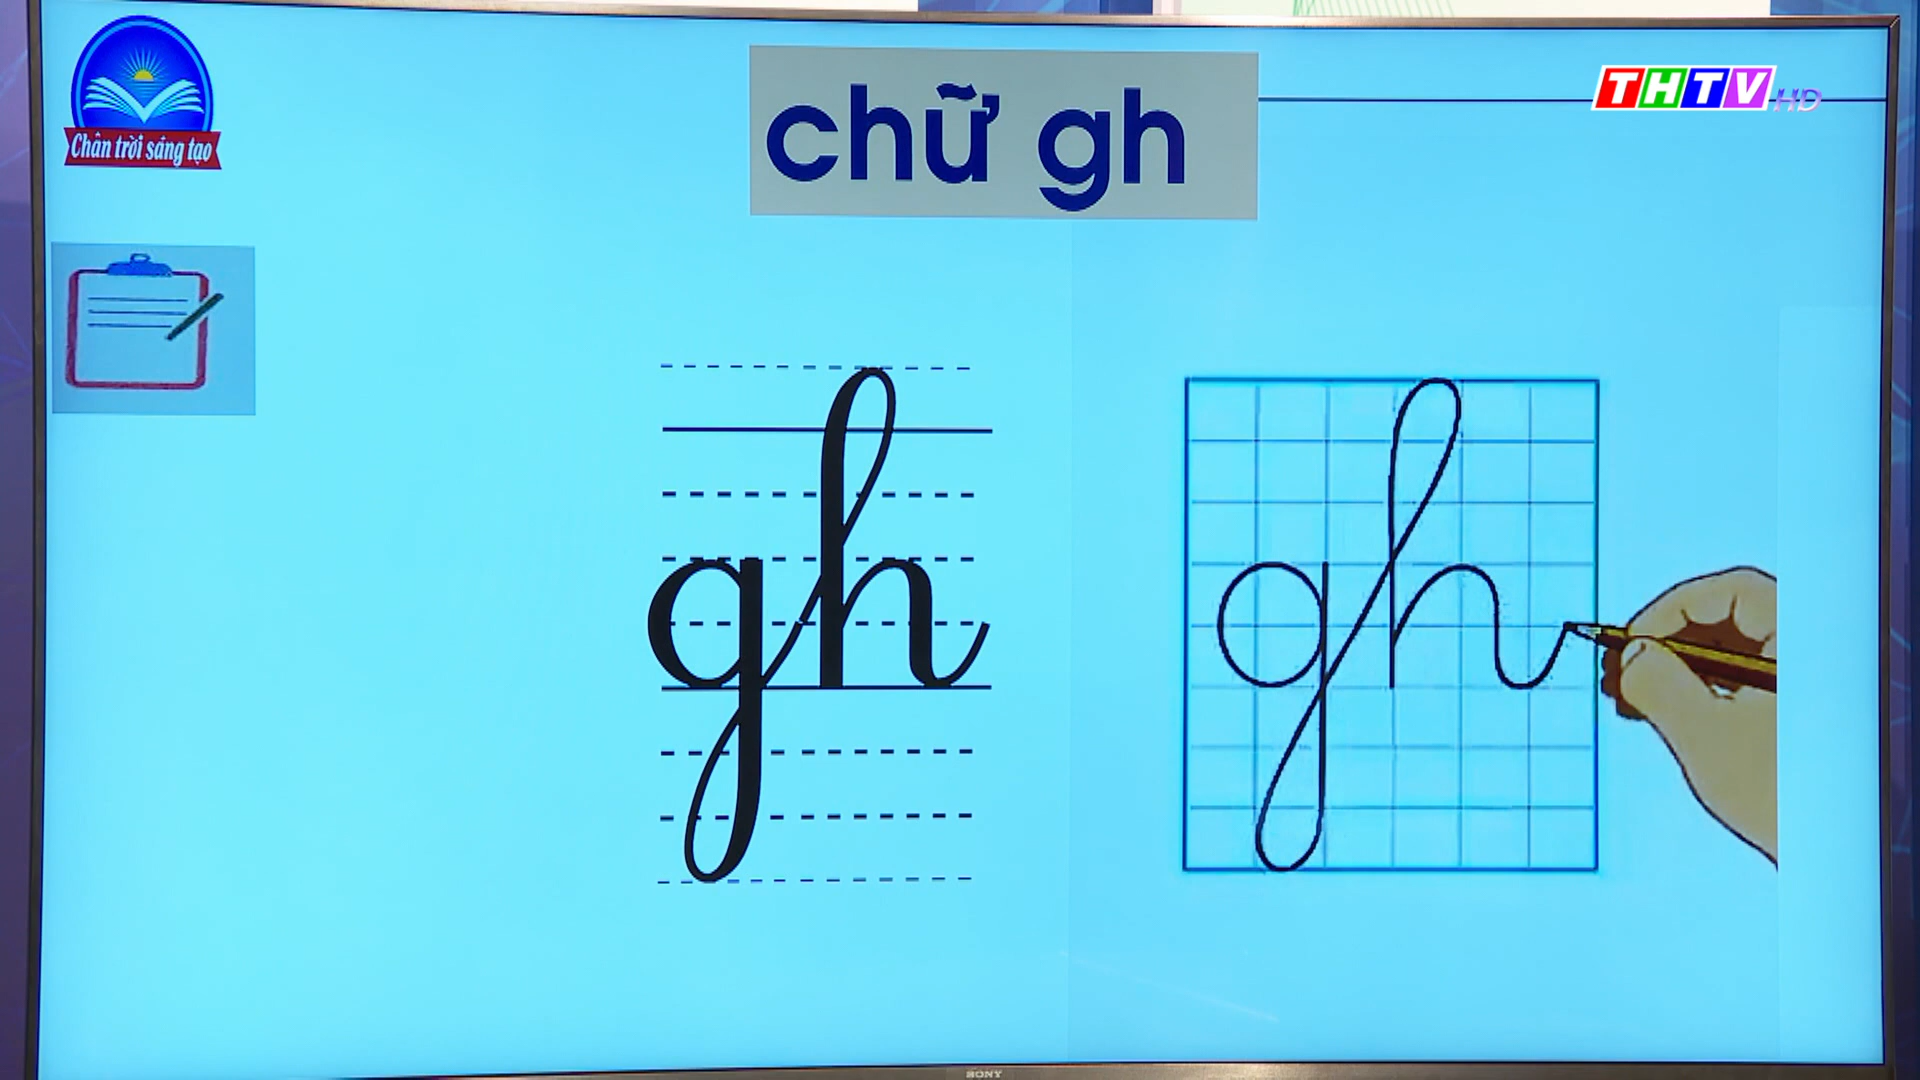 Chân trời sáng tạo
chữ gh
THTV HD
gh
gh
SONY